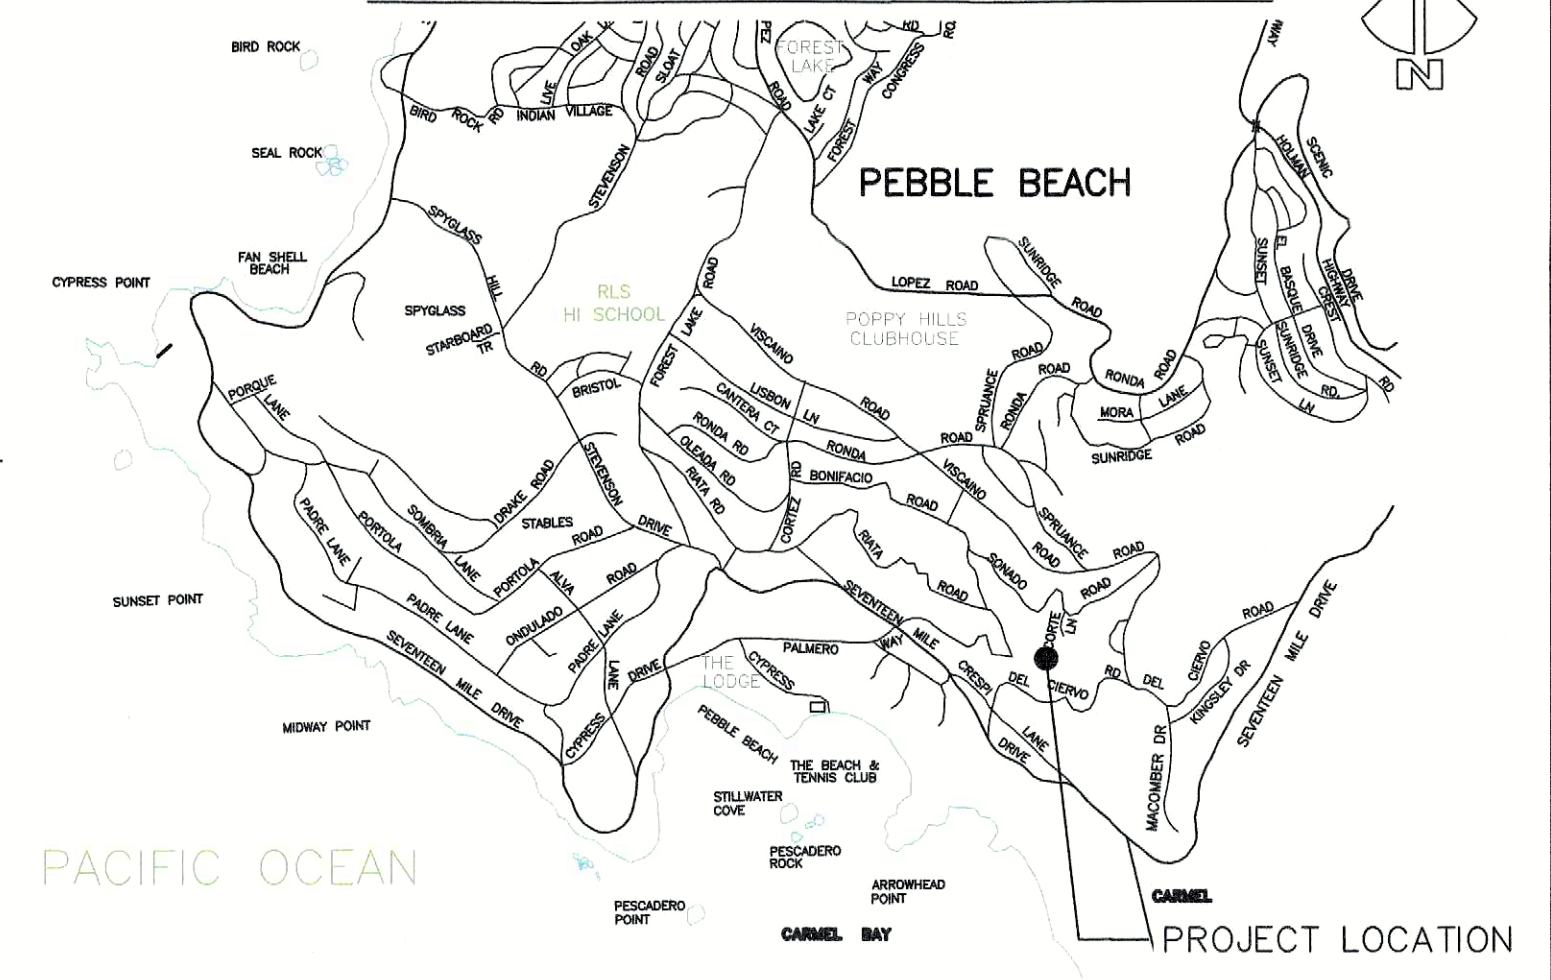 BIRD ROCK
SEAL ROCK
FAN SHELL
BEACH
CYPRESS POINT
OAK
LIVE
BIRD ROCK RD
INDIAN VILLAGE
ROAD
SLOAT
PEZ
ROAD
FOREST
LAKE
LAKE CT
FOREST
WAY
CONGRESS
RD
RD
WAY
N
PEBBLE BEACH
STEVENSON
SPYGLASS
HILL
RD
SPYGLASS
STARBOARD
TR
RLS
HI SCHOOL
FOREST
LAKE
ROAD
LOPEZ ROAD
SUNRIDGE
ROAD
POPPY HILLS
CLUBHOUSE
HOLMAN
HIGHWAY
SCENIC
DRIVE
SUNSET
EL
BASQUE
DRIVE
CREST
RD
SUNRIDGE
RD.
SUNSET
LN
RONDA
ROAD
MORA
LANE
SUNRIDGE
ROAD
SPRUANCE
ROAD
RONDA
ROAD
VISCAINO
ROAD
BRISTOL
LISBON
LN
CANTERA CT
RONDA RD
OLEADA RD
RIATA RD
RONDA
ROAD
CORTEZ
RD
BONIFACIO
ROAD
VISCAINO
ROAD
SPRUANCE
ROAD
PORQUE
LANE
DRAKE ROAD
STEVENSON
DRIVE
STABLES
SOMBRIA
LANE
PORTOLA
PORTOLA
ROAD
PADRE LANE
PADRE LANE
ALVA
LANE
ONDULADO
ROAD
PADRE LANE
SEVENTEEN MILE DRIVE
CYPRESS
DRIVE
RIATA
ROAD
SONADO
ROAD
SEVENTEEN
MILE
CORTE
LN
PALMERO
WAY
CYPRESS
THE
LODGE
CRESPI
LANE
DRIVE
DEL
CIERVO
RD
DEL
CIERVO
ROAD
KINGSLEY DR
MACOMBER DR
SEVENTEEN MILE DRIVE
SUNSET POINT
MIDWAY POINT
PEBBLE BEACH
THE BEACH &
TENNIS CLUB
STILLWATER
COVE
PESCADERO
ROCK
ARROWHEAD
POINT
PESCADERO
POINT
PACIFIC OCEAN
CARMEL BAY
CARMEL
PROJECT LOCATION